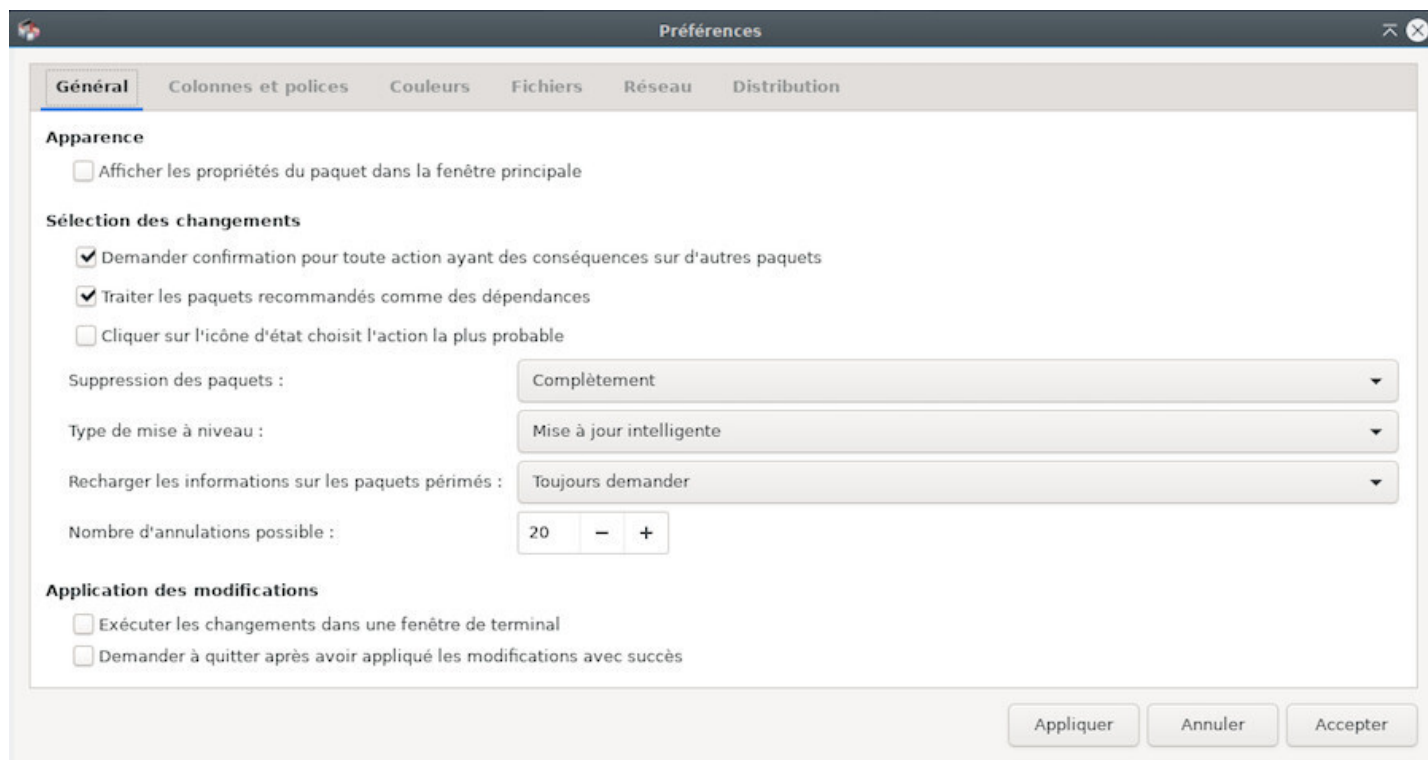 Préférences
Général Colonnes et polices Couleurs Fichiers Réseau Distribution
Apparence
Afficher les propriétés du paquet dans la fenêtre principale
Sélection des changements
Demander confirmation pour toute action ayant des conséquences sur d'autres paquets
Traiter les paquets recommandés comme des dépendances
Cliquer sur l'icône d'état choisit l'action la plus probable
Suppression des paquets : Complètement
Type de mise à niveau : Mise à jour intelligente
Recharger les informations sur les paquets périmés : Toujours demander
Nombre d'annulations possible : 20 − +
Application des modifications
Exécuter les changements dans une fenêtre de terminal
Demander à quitter après avoir appliqué les modifications avec succès
Appliquer Annuler Accepter